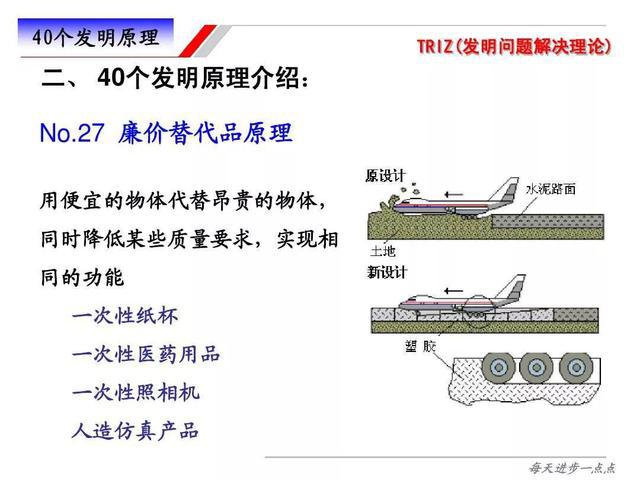 40个发明原理
TRIZ(发明问题解决理论)
二、 40个发明原理介绍：
No.27 廉价替代品原理
用便宜的物体代替昂贵的物体，
同时降低某些质量要求，实现相
同的功能
一次性纸杯
一次性医药用品
一次性照相机
人造仿真产品
原设计
水泥路面
土地
新设计
塑 胶
每天进步一点点